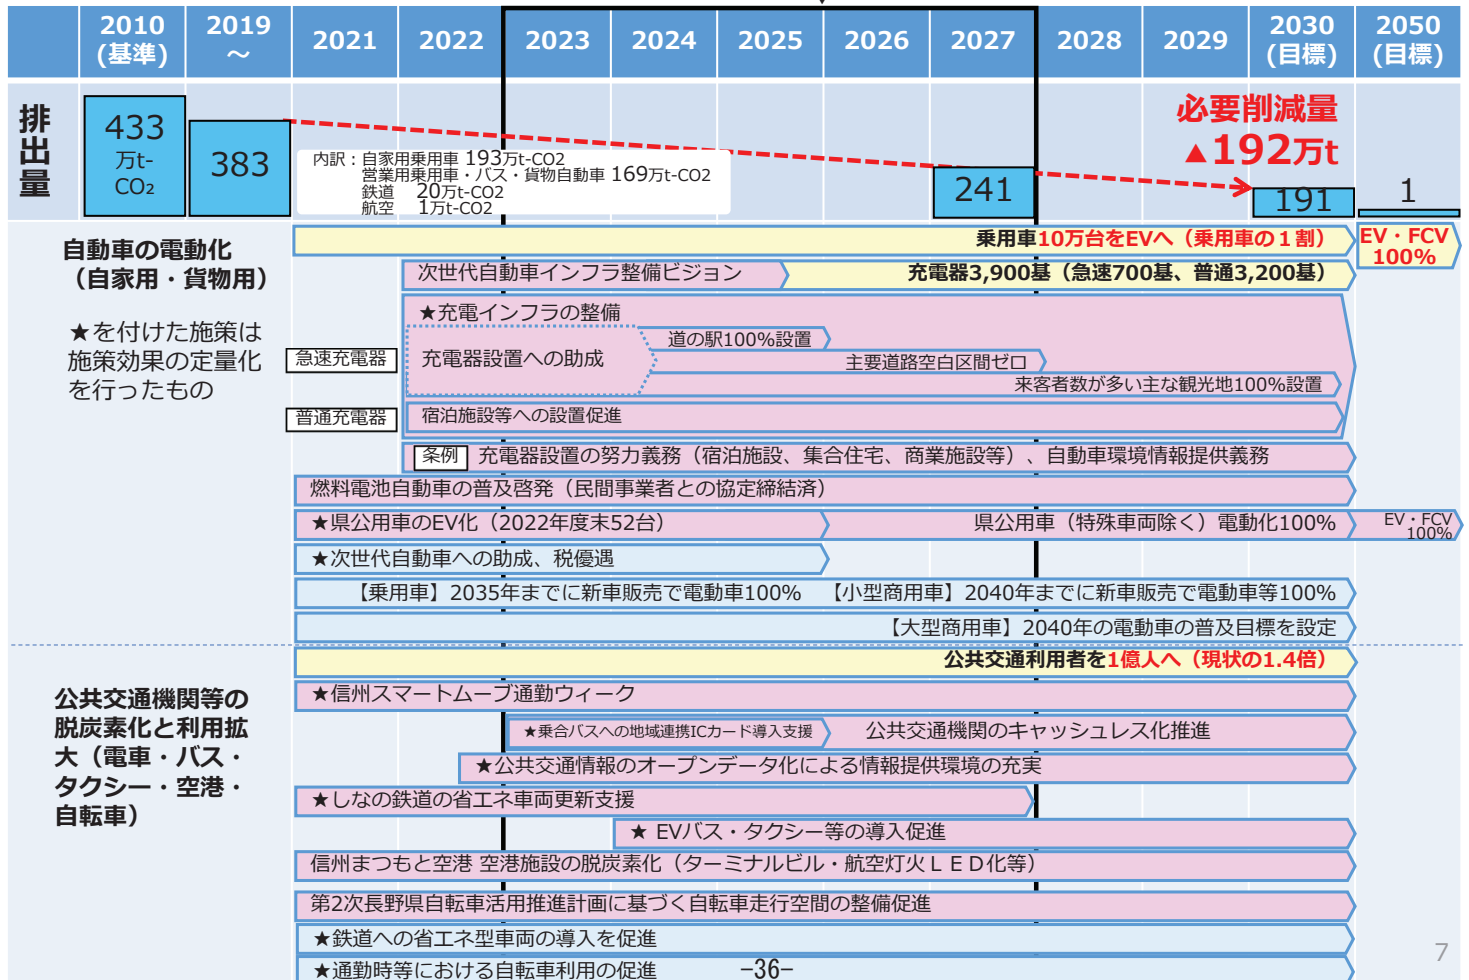 2010
(基準)
2019
～
2021
2022
2023
2024
2025
2026
2027
2028
2029
2030
(目標)
2050
(目標)
排出量
433
万t-
CO₂
383
内訳：自家用乗用車 193万t-CO2
営業用乗用車・バス・貨物自動車 169万t-CO2
鉄道　20万t-CO2
航空　1万t-CO2
241
必要削減量
▲192万t
191
1
自動車の電動化
（自家用・貨物用）
★を付けた施策は
施策効果の定量化
を行ったもの
乗用車10万台をEVへ（乗用車の１割）
EV・FCV
100%
次世代自動車インフラ整備ビジョン
充電器3,900基（急速700基、普通3,200基）
★充電インフラの整備
急速充電器
充電器設置への助成
道の駅100%設置
主要道路空白区間ゼロ
来客者数が多い主な観光地100%設置
普通充電器
宿泊施設等への設置促進
条例 充電器設置の努力義務（宿泊施設、集合住宅、商業施設等）、自動車環境情報提供義務
燃料電池自動車の普及啓発（民間事業者との協定締結済）
★県公用車のEV化（2022年度末52台）
県公用車（特殊車両除く）電動化100%
EV・FCV
100%
★次世代自動車への助成、税優遇
【乗用車】2035年までに新車販売で電動車100%　【小型商用車】2040年までに新車販売で電動車等100%
【大型商用車】2040年の電動車の普及目標を設定
公共交通機関等の
脱炭素化と利用拡
大（電車・バス・
タクシー・空港・
自転車）
公共交通利用者を1億人へ（現状の1.4倍）
★信州スマートムーブ通勤ウィーク
★乗合バスへの地域連携ICカード導入支援
公共交通機関のキャッシュレス化推進
★公共交通情報のオープンデータ化による情報提供環境の充実
★しなの鉄道の省エネ車両更新支援
★ EVバス・タクシー等の導入促進
信州まつもと空港 空港施設の脱炭素化（ターミナルビル・航空灯火ＬＥＤ化等）
第2次長野県自転車活用推進計画に基づく自転車走行空間の整備促進
★鉄道への省エネ型車両の導入を促進
★通勤時等における自転車利用の促進
−36−
7